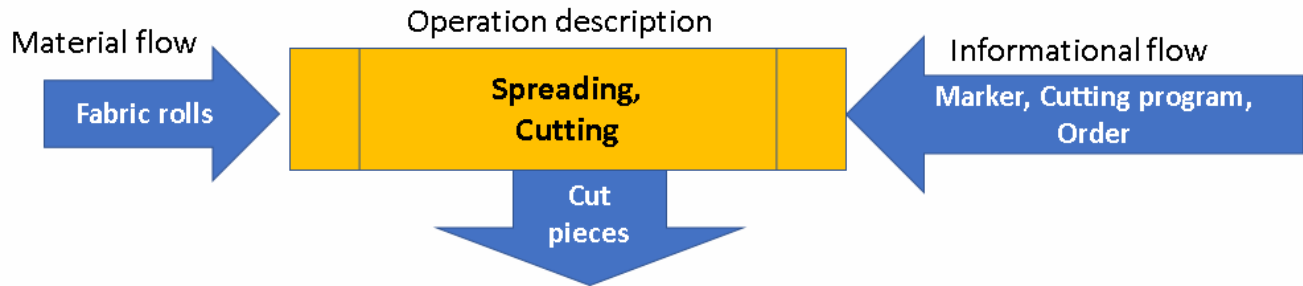 Operation description
Material flow
Informational flow
Fabric rolls
Spreading,
Cutting
Marker, Cutting program,
Order
Cut
pieces